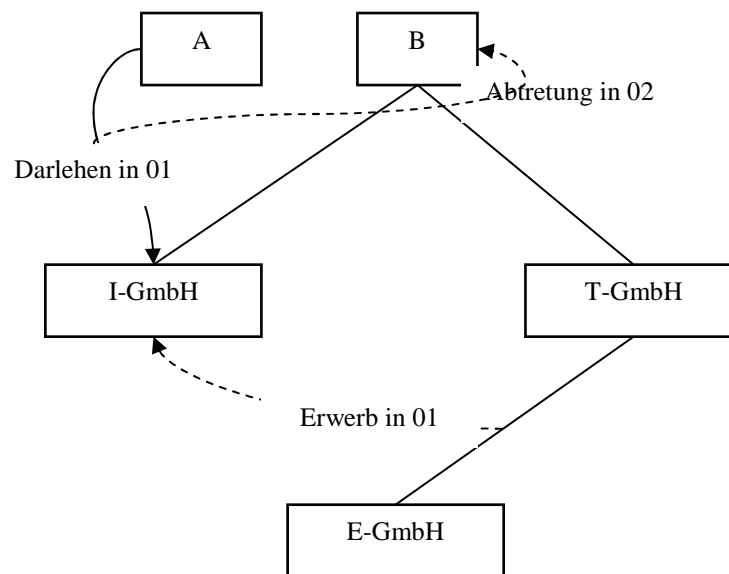 A
B
Abtretung in 02
Darlehen in 01
I-GmbH
T-GmbH
Erwerb in 01
E-GmbH